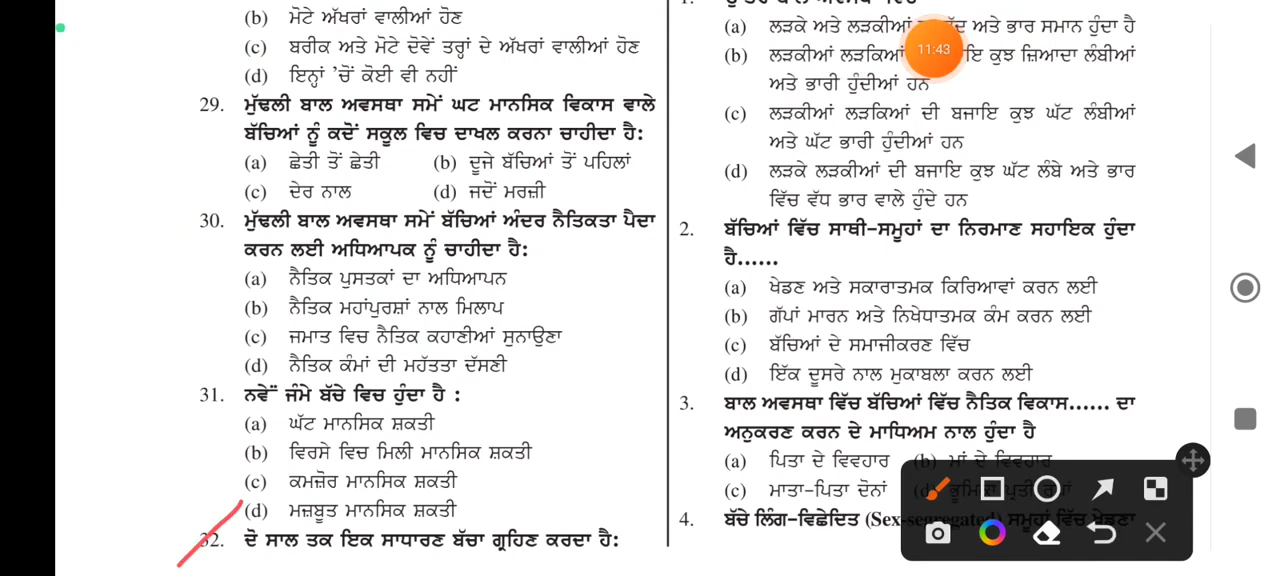 (b) ਮੋਟੇ ਅੱਖਰਾਂ ਵਾਲੀਆਂ ਹੋਣ
(c) ਬਰੀਕ ਅਤੇ ਮੋਟੇ ਦੋਵੇਂ ਤਰ੍ਹਾਂ ਦੇ ਅੱਖਰਾਂ ਵਾਲੀਆਂ ਹੋਣ
(d) ਇਨ੍ਹਾਂ 'ਚੋਂ ਕੋਈ ਵੀ ਨਹੀਂ
29. ਮੁੱਢਲੀ ਬਾਲ ਅਵਸਥਾ ਸਮੇਂ ਘਟ ਮਾਨਸਿਕ ਵਿਕਾਸ ਵਾਲੇ
ਬੱਚਿਆਂ ਨੂੰ ਕਦੋਂ ਸਕੂਲ ਵਿਚ ਦਾਖਲ ਕਰਨਾ ਚਾਹੀਦਾ ਹੈ:
(a) ਛੇਤੀ ਤੋਂ ਛੇਤੀ (b) ਦੂਜੇ ਬੱਚਿਆਂ ਤੋਂ ਪਹਿਲਾਂ
(c) ਦੇਰ ਨਾਲ (d) ਜਦੋਂ ਮਰਜ਼ੀ
30. ਮੁੱਢਲੀ ਬਾਲ ਅਵਸਥਾ ਸਮੇਂ ਬੱਚਿਆਂ ਅੰਦਰ ਨੈਤਿਕਤਾ ਪੈਦਾ
ਕਰਨ ਲਈ ਅਧਿਆਪਕ ਨੂੰ ਚਾਹੀਦਾ ਹੈ:
(a) ਨੈਤਿਕ ਪੁਸਤਕਾਂ ਦਾ ਅਧਿਆਪਨ
(b) ਨੈਤਿਕ ਮਹਾਂਪੁਰਸ਼ਾਂ ਨਾਲ ਮਿਲਾਪ
(c) ਜਮਾਤ ਵਿਚ ਨੈਤਿਕ ਕਹਾਣੀਆਂ ਸੁਨਾਉਣਾ
(d) ਨੈਤਿਕ ਕੰਮਾਂ ਦੀ ਮਹੱਤਤਾ ਦੱਸਣੀ
31. ਨਵੇਂ ਜੰਮੇ ਬੱਚੇ ਵਿਚ ਹੁੰਦਾ ਹੈ :
(a) ਘੱਟ ਮਾਨਸਿਕ ਸ਼ਕਤੀ
(b) ਵਿਰਸੇ ਵਿਚ ਮਿਲੀ ਮਾਨਸਿਕ ਸ਼ਕਤੀ
(c) ਕਮਜ਼ੋਰ ਮਾਨਸਿਕ ਸ਼ਕਤੀ
(d) ਮਜ਼ਬੂਤ ਮਾਨਸਿਕ ਸ਼ਕਤੀ
32. ਦੋ ਸਾਲ ਤਕ ਇਕ ਸਾਧਾਰਣ ਬੱਚਾ ਗ੍ਰਹਿਣ ਕਰਦਾ ਹੈ:
(a) ਲੜਕੇ ਅਤੇ ਲੜਕੀਆਂ ਅਤੇ ਭਾਰ ਸਮਾਨ ਹੁੰਦਾ ਹੈ
11:43
(b) ਲੜਕੀਆਂ ਲੜਕਿਆਂ ਕੁਝ ਜ਼ਿਆਦਾ ਲੰਬੀਆਂ
ਅਤੇ ਭਾਰੀ ਹੁੰਦੀਆਂ ਹਨ
(c) ਲੜਕੀਆਂ ਲੜਕਿਆਂ ਦੀ ਬਜਾਏ ਕੁਝ ਘੱਟ ਲੰਬੀਆਂ
ਅਤੇ ਘੱਟ ਭਾਰੀ ਹੁੰਦੀਆਂ ਹਨ
(d) ਲੜਕੇ ਲੜਕੀਆਂ ਦੀ ਬਜਾਏ ਕੁਝ ਘੱਟ ਲੰਬੇ ਅਤੇ ਭਾਰ
ਵਿੱਚ ਵੱਧ ਭਾਰ ਵਾਲੇ ਹੁੰਦੇ ਹਨ
2. ਬੱਚਿਆਂ ਵਿੱਚ ਸਾਥੀ-ਸਮੂਹਾਂ ਦਾ ਨਿਰਮਾਣ ਸਹਾਇਕ ਹੁੰਦਾ
ਹੈ......
(a) ਖੇਡਣ ਅਤੇ ਸਕਾਰਾਤਮਕ ਕਿਰਿਆਵਾਂ ਕਰਨ ਲਈ
(b) ਗੱਪਾਂ ਮਾਰਨ ਅਤੇ ਨਿਖੇਧਾਤਮਕ ਕੰਮ ਕਰਨ ਲਈ
(c) ਬੱਚਿਆਂ ਦੇ ਸਮਾਜੀਕਰਣ ਵਿੱਚ
(d) ਇੱਕ ਦੂਸਰੇ ਨਾਲ ਮੁਕਾਬਲਾ ਕਰਨ ਲਈ
3. ਬਾਲ ਅਵਸਥਾ ਵਿੱਚ ਬੱਚਿਆਂ ਵਿੱਚ ਨੈਤਿਕ ਵਿਕਾਸ...... ਦਾ
ਅਨੁਕਰਣ ਕਰਨ ਦੇ ਮਾਧਿਅਮ ਨਾਲ ਹੁੰਦਾ ਹੈ
(a) ਪਿਤਾ ਦੇ ਵਿਵਹਾਰ (b) ਮਾਂ ਦੇ ਵਿਵਹਾਰ
(c) ਮਾਤਾ-ਪਿਤਾ ਦੋਨਾਂ (d)
4. ਬੱਚੇ ਲਿੰਗ-ਵਿਛੇਦਿਤ (Sex-segregated) ਸਮੂਹਾਂ ਵਿੱਚ ਖੇਡਣਾ